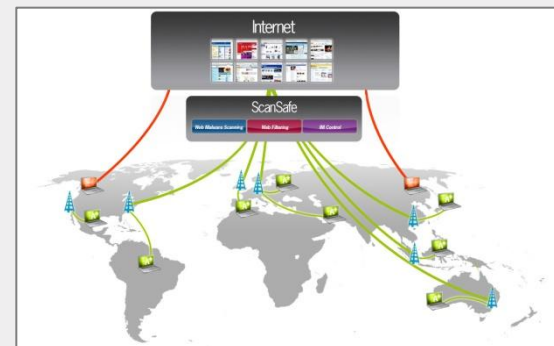 Internet
ScanSafe
Web Malware Scanning Web Filtering IM Control